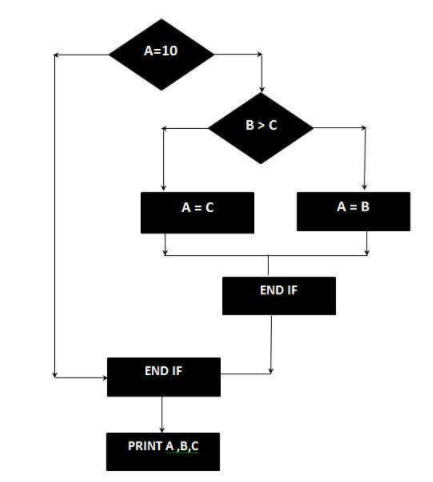 A=10
B > C
A = C
A = B
END IF
END IF
PRINT A ,B,C